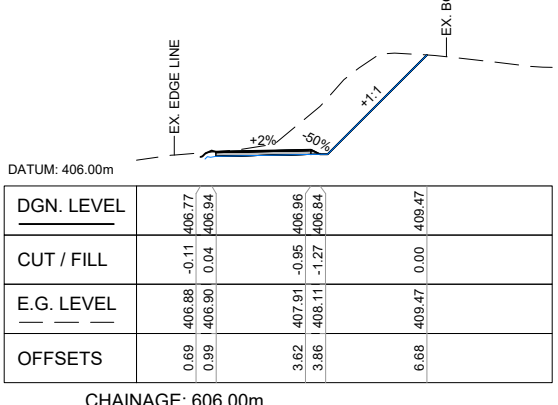 EX. EDGE LINE
+2%
-50%
+1:1
DATUM: 406.00m
DGN. LEVEL 406.77 406.94 406.96 406.84 409.47
CUT / FILL -0.11 0.04 -0.95 -1.27 0.00
E.G. LEVEL 406.88 406.90 407.91 408.11 409.47
OFFSETS 0.69 0.99 3.62 3.86 6.68
CHAINAGE: 606.00m